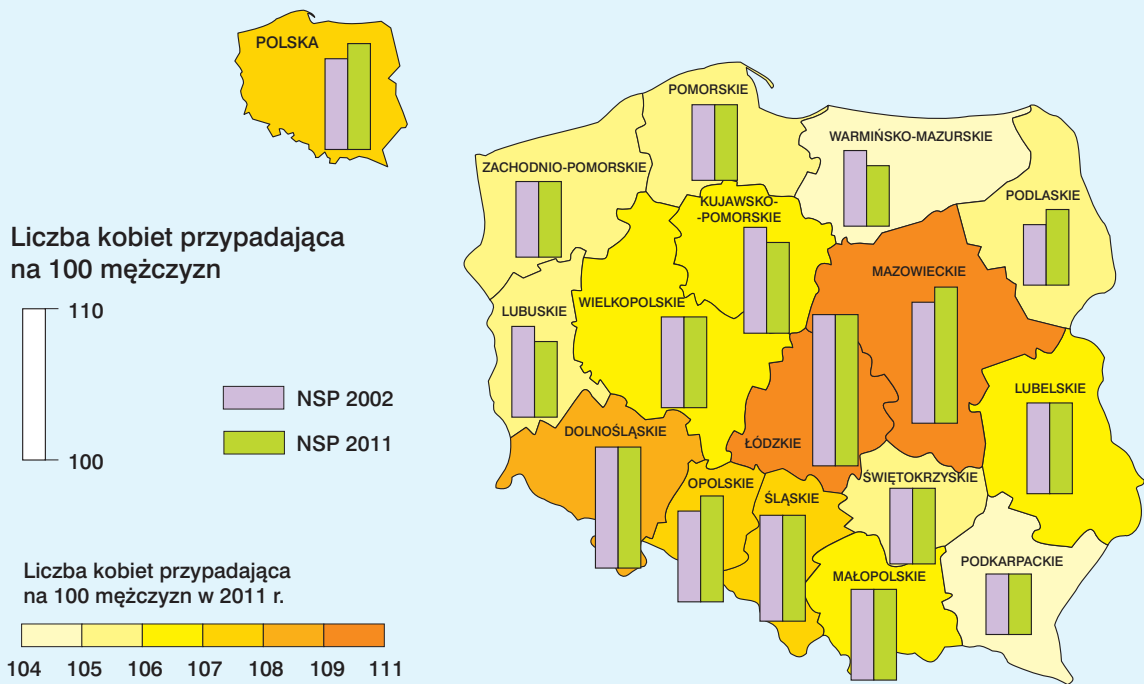 POLSKA
POMORSKIE
WARMIŃSKO-MAZURSKIE
ZACHODNIO-POMORSKIE
PODLASKIE
KUJAWSKO-
-POMORSKIE
Liczba kobiet przypadająca
na 100 mężczyzn
110
100
NSP 2002
NSP 2011
MAZOWIECKIE
LUBUSKIE
WIELKOPOLSKIE
LUBELSKIE
DOLNOŚLĄSKIE
ŁÓDZKIE
OPOLSKIE
ŚLĄSKIE
ŚWIĘTOKRZYSKIE
MAŁOPOLSKIE
PODKARPACKIE
Liczba kobiet przypadająca
na 100 mężczyzn w 2011 r.
104 105 106 107 108 109 111